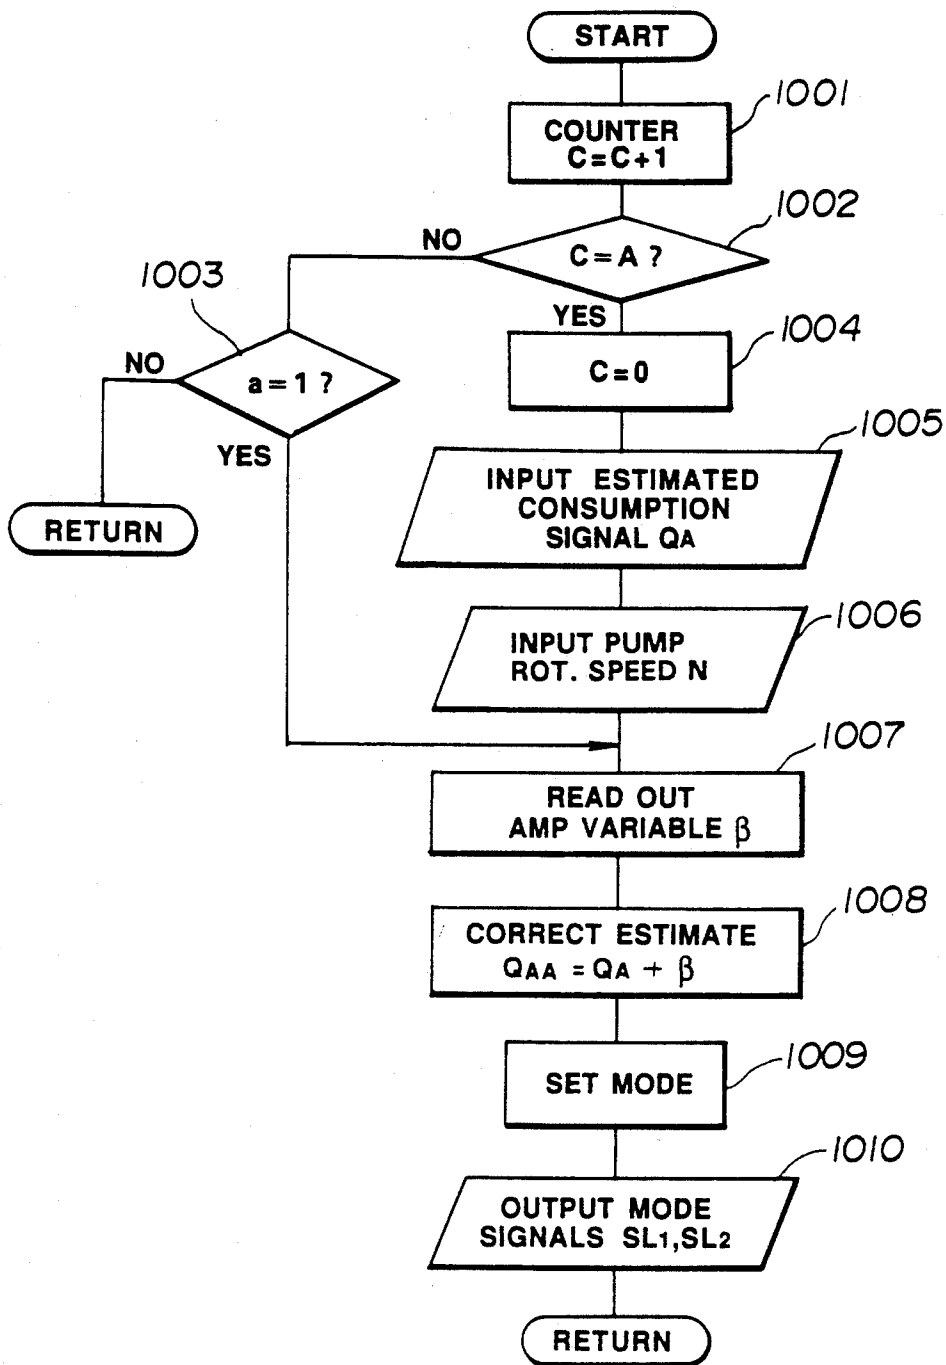 START
1001
COUNTER
C=C+1
1002
NO
C=A ?
1003
YES
1004
NO
a=1 ?
C=0
YES
1005
INPUT ESTIMATED
CONSUMPTION
SIGNAL QA
RETURN
1006
INPUT PUMP
ROT. SPEED N
1007
READ OUT
AMP VARIABLE β
1008
CORRECT ESTIMATE
QAA = QA + β
1009
SET MODE
1010
OUTPUT MODE
SIGNALS SL1,SL2
RETURN